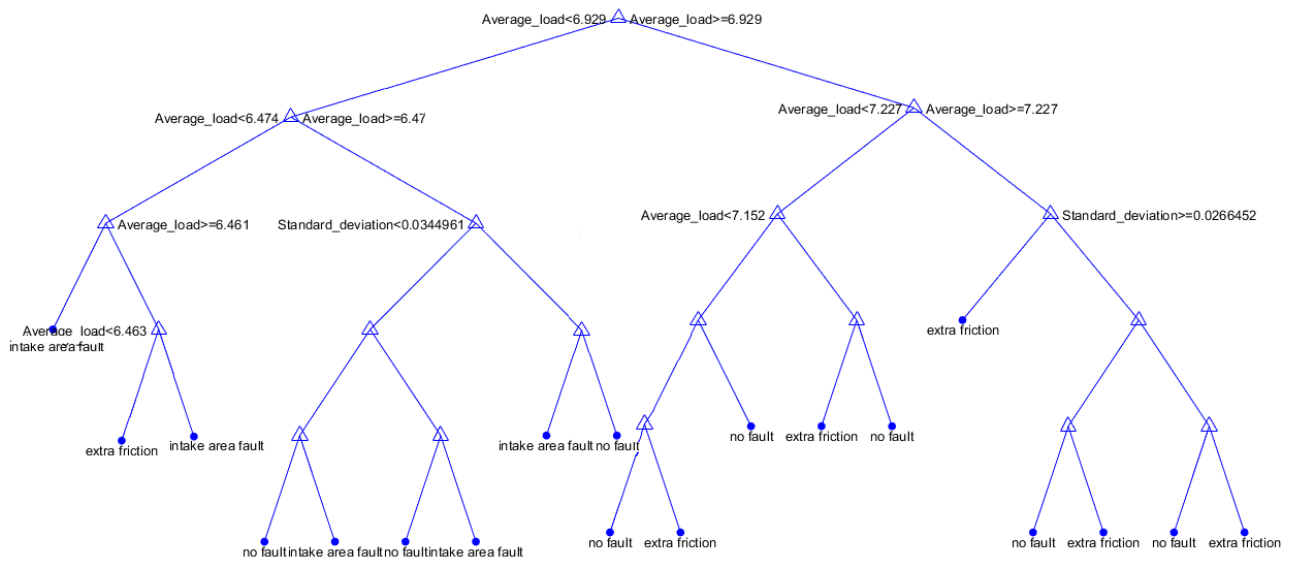 Average_load<6.929 Average_load>=6.929
Average_load<6.474 Average_load>=6.47
Average_load<7.227 Average_load>=7.227
Average_load>=6.461
Standard_deviation<0.0344961
Average_load<7.152
Standard_deviation>=0.0266452
Average_load<6.463
intake area fault
extra friction
extra friction
intake area fault
intake area fault
no fault
no fault
extra friction
no fault
no fault
intake area fault
no fault
intake area fault
no fault
extra friction
no fault
extra friction
no fault
extra friction